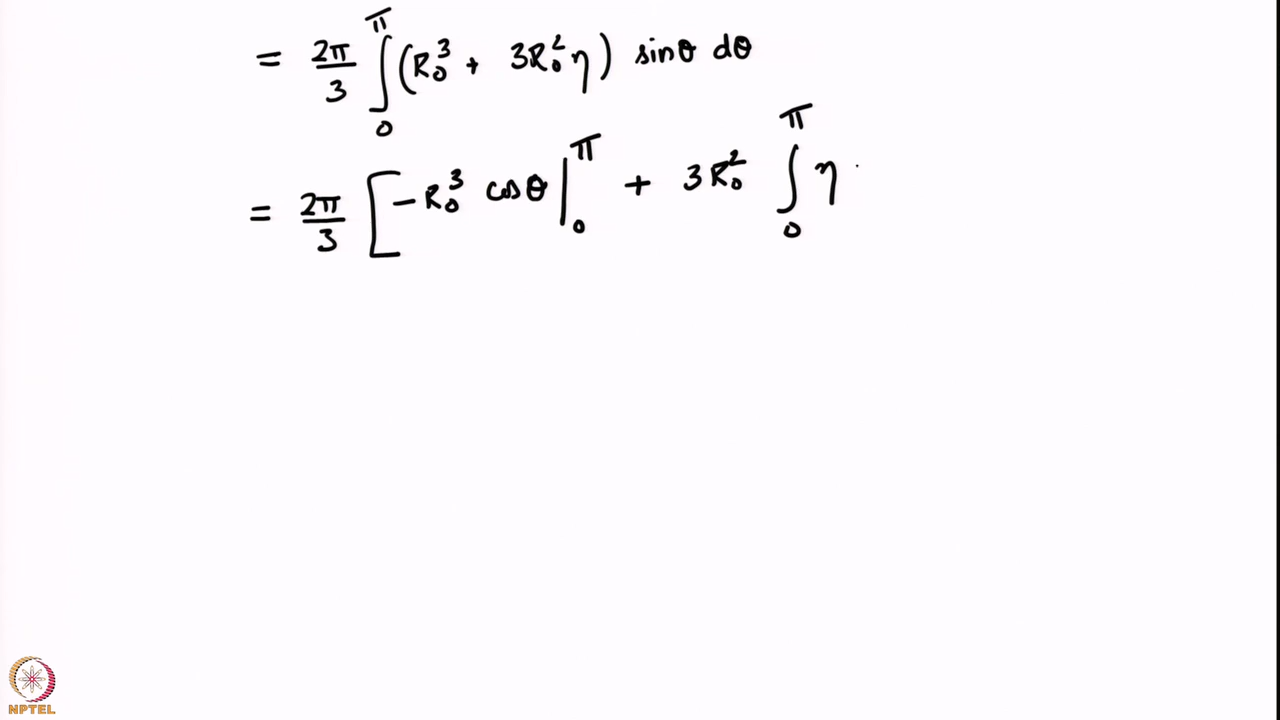 = 2π/3 ∫₀^π (R₀³ + 3R₀²η) sinθ dθ
= 2π/3 [ -R₀³ cosθ |₀^π + 3R₀² ∫₀^π η
NPTEL